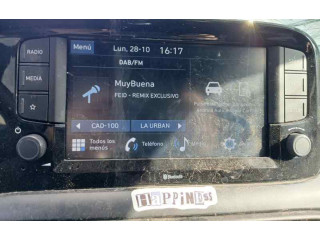 RADIO
MEDIA
Menú
Lun. 28-10
16:17
DAB/FM
MuyBuena
FEID - REMIX EXCLUSIVO
CAD-100
LA URBAN
Todos los menús
Teléfono
Bluetooth
HAPPINESS!